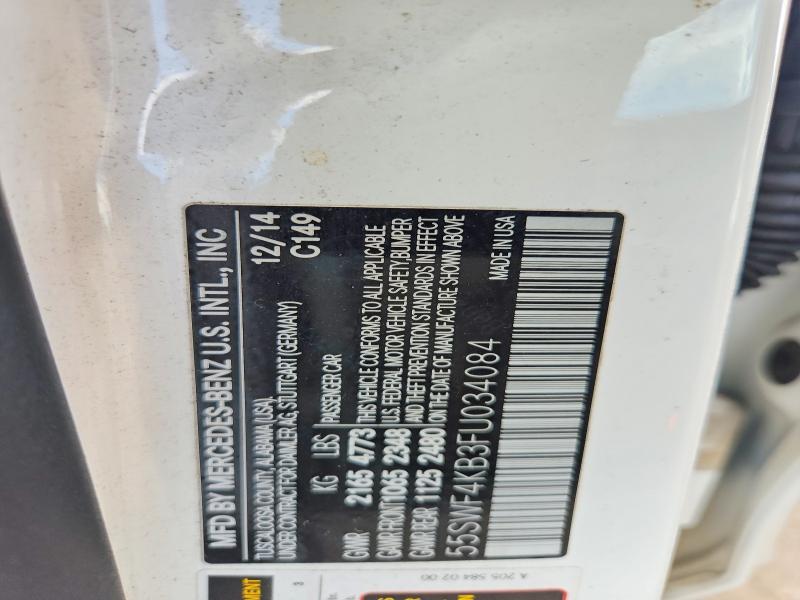 MFD BY MERCEDES-BENZ U.S. INTL., INC
TUSCALOOSA COUNTY, ALABAMA (USA), 12/14
UNDER CONTRACT FOR DAIMLER AG, STUTTGART (GERMANY) C149
KG LBS PASSENGER CAR
GVWR 2165 4773 THIS VEHICLE CONFORMS TO ALL APPLICABLE
GAWR FRONT 1065 2348 U.S. FEDERAL MOTOR VEHICLE SAFETY, BUMPER
GAWR REAR 1125 2480 AND THEFT PREVENTION STANDARDS IN EFFECT
ON THE DATE OF MANUFACTURE SHOWN ABOVE
55SWF4KB3FU034084 MADE IN USA
A 205 584 02 00